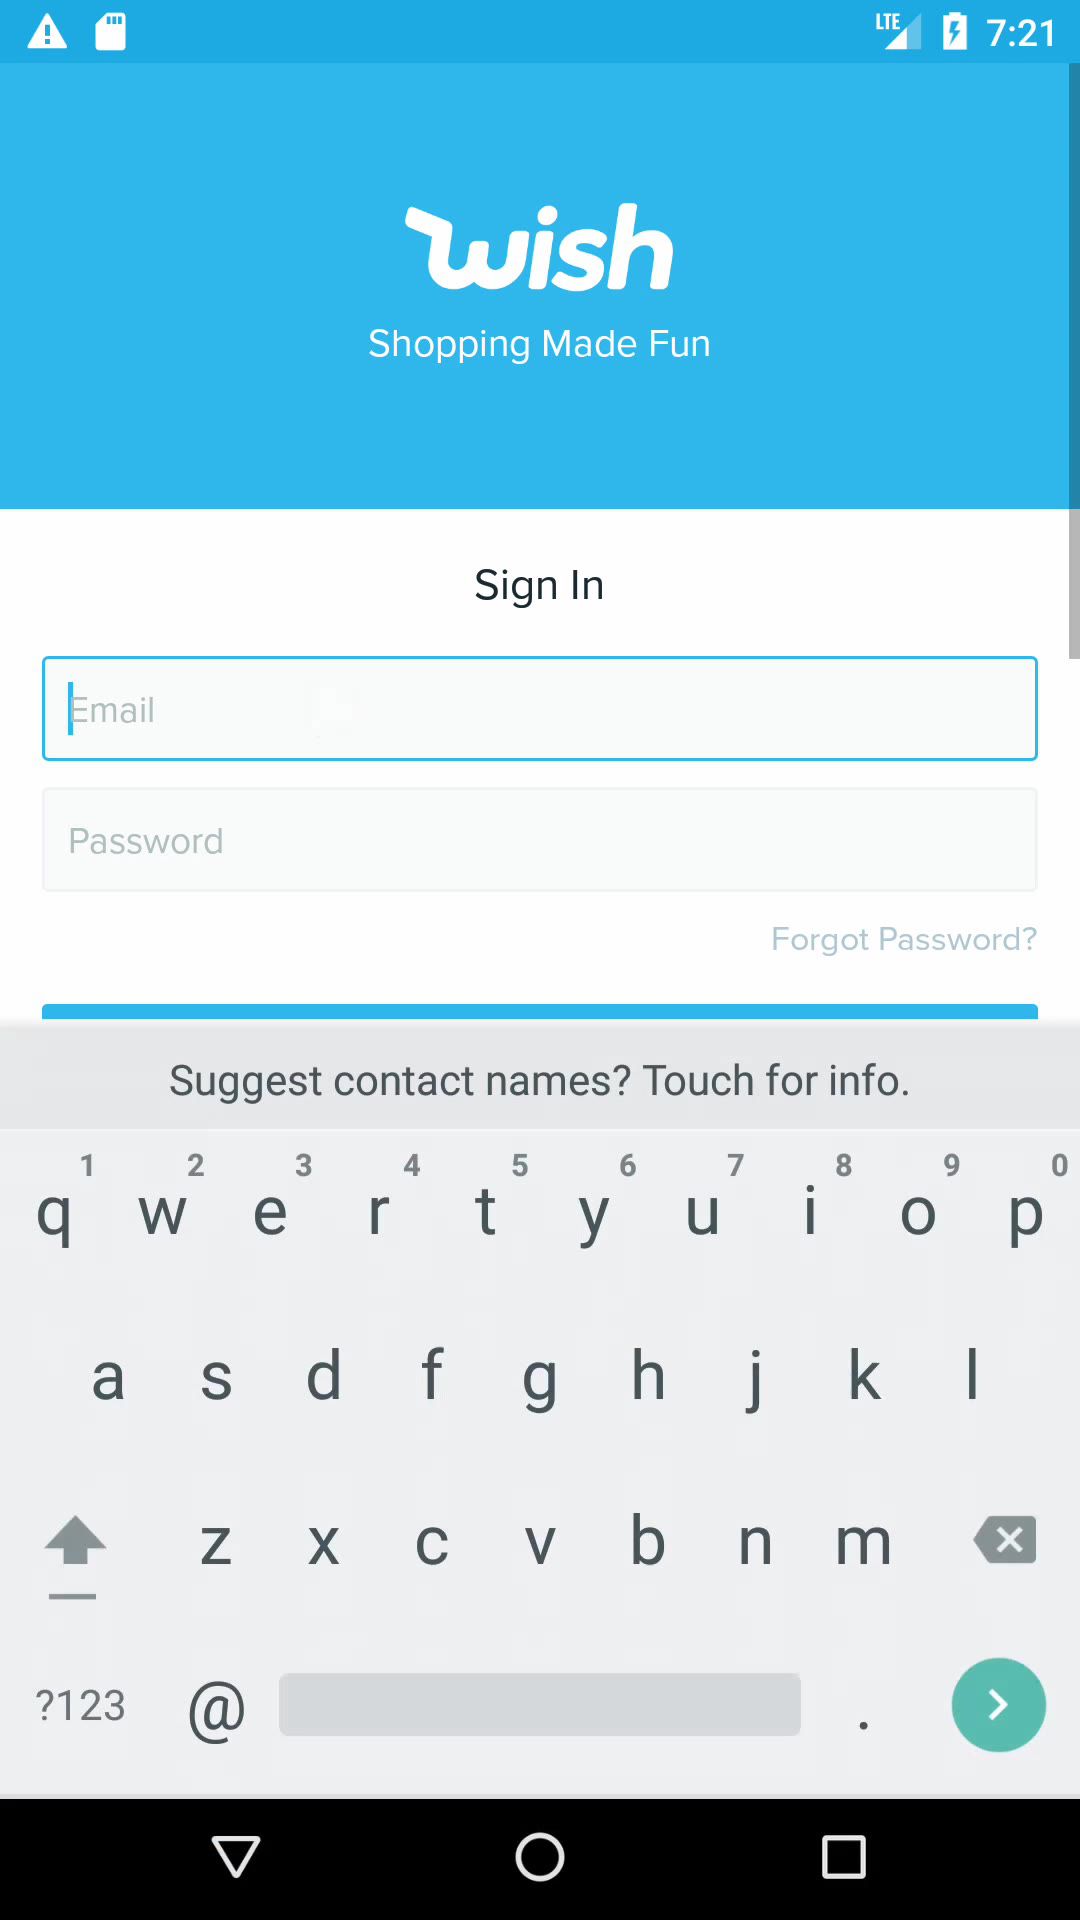 LTE 7:21
wish
Shopping Made Fun
Sign In
Email
Password
Forgot Password?
Suggest contact names? Touch for info.
1 2 3 4 5 6 7 8 9 0
q w e r t y u i o p
a s d f g h j k l
z x c v b n m
?123 @ .